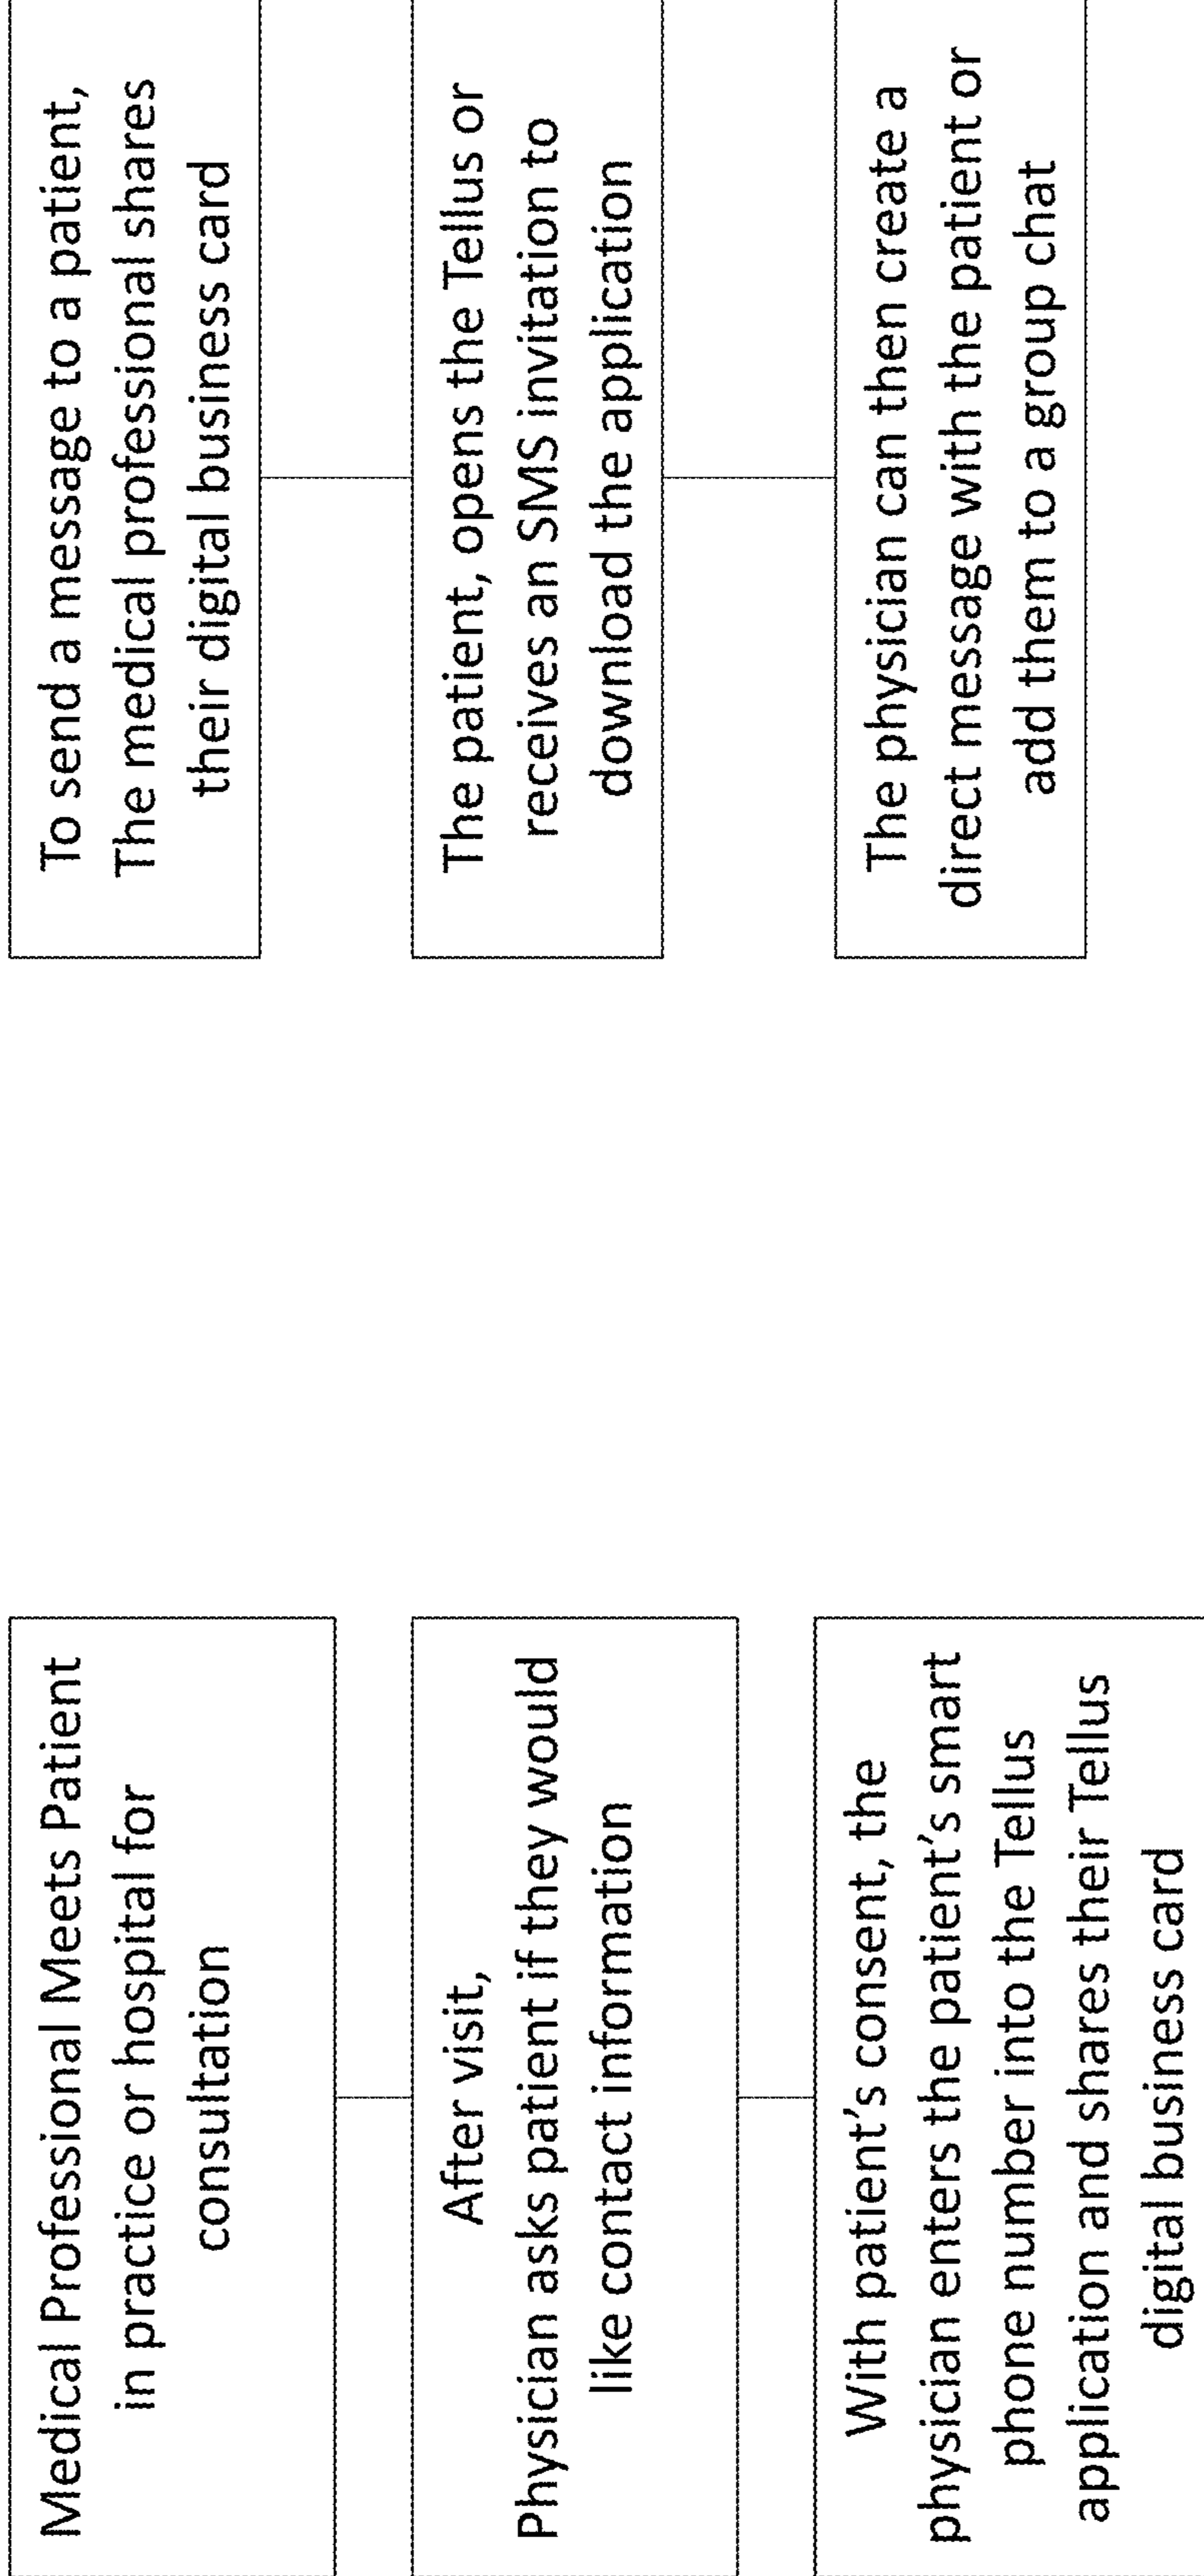 Medical Professional Meets Patient
in practice or hospital for
consultation
After visit,
Physician asks patient if they would
like contact information
With patient's consent, the
physician enters the patient's smart
phone number into the Tellus
application and shares their Tellus
digital business card
To send a message to a patient,
The medical professional shares
their digital business card
The patient, opens the Tellus or
receives an SMS invitation to
download the application
The physician can then create a
direct message with the patient or
add them to a group chat